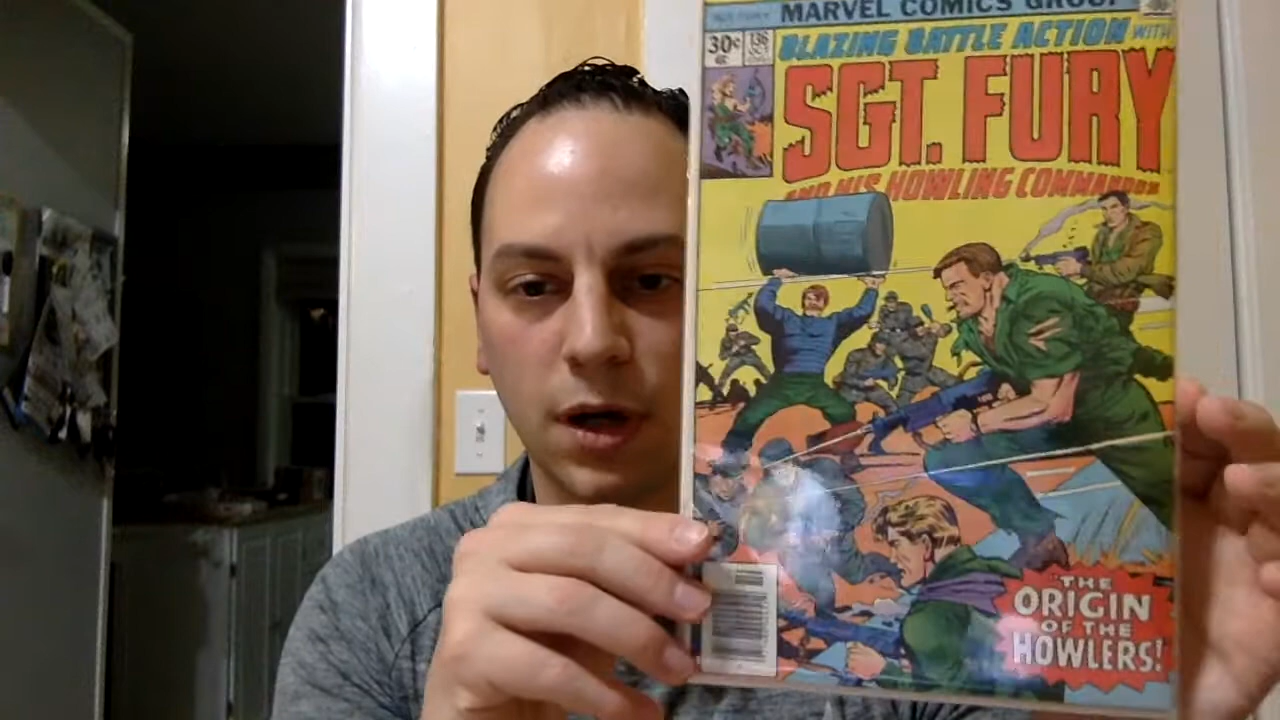 MARVEL COMICS GROUP
30¢ 136 OCT
BLAZING BATTLE ACTION WITH
SGT. FURY
AND HIS HOWLING COMMANDOS
"THE
ORIGIN
OF THE
HOWLERS!